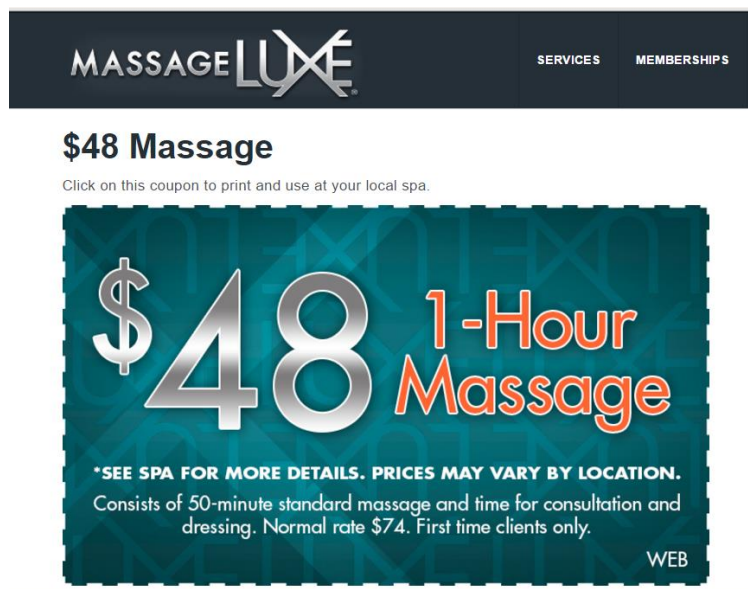 MASSAGE LUXE®
SERVICES
MEMBERSHIPS
$48 Massage
Click on this coupon to print and use at your local spa.
$48
1-Hour
Massage
*SEE SPA FOR MORE DETAILS. PRICES MAY VARY BY LOCATION.
Consists of 50-minute standard massage and time for consultation and
dressing. Normal rate $74. First time clients only.
WEB